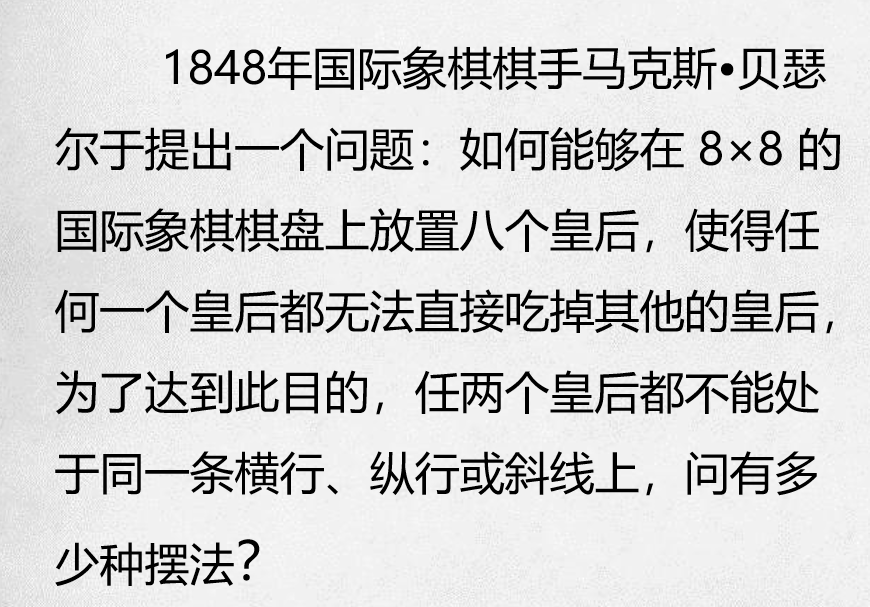 1848年国际象棋棋手马克斯•贝瑟
尔于提出一个问题：如何能够在 8×8 的
国际象棋棋盘上放置八个皇后，使得任
何一个皇后都无法直接吃掉其他的皇后，
为了达到此目的，任两个皇后都不能处
于同一条横行、纵行或斜线上，问有多
少种摆法？